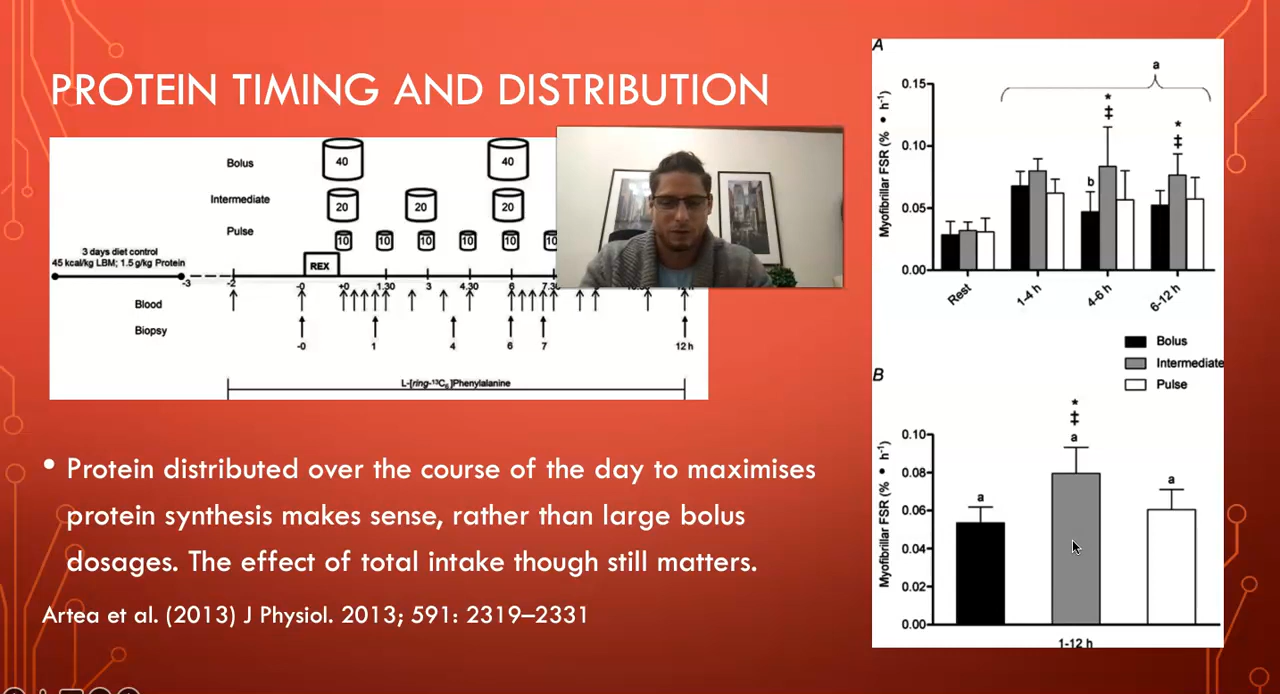 PROTEIN TIMING AND DISTRIBUTION
Bolus
40
40
Intermediate
20
20
20
Pulse
10
10
10
10
10
10
3 days diet control
45 kcal/kg LBM; 1.5 g/kg Protein
REX
-3
-2
-0
+0
1.30
3
4.30
6
7.30
Blood
Biopsy
-0
1
4
6
7
12 h
L-[ring-¹³C₆]Phenylalanine
• Protein distributed over the course of the day to maximises
protein synthesis makes sense, rather than large bolus
dosages. The effect of total intake though still matters.
Artea et al. (2013) J Physiol. 2013; 591: 2319–2331
A
Myofibrillar FSR (% • h⁻¹)
0.15
0.10
0.05
0.00
a
*
‡
b
*
‡
Rest
1-4 h
4-6 h
6-12 h
Bolus
Intermediate
Pulse
B
Myofibrillar FSR (% • h⁻¹)
0.10
0.08
0.06
0.04
0.02
0.00
*
‡
a
a
a
1-12 h